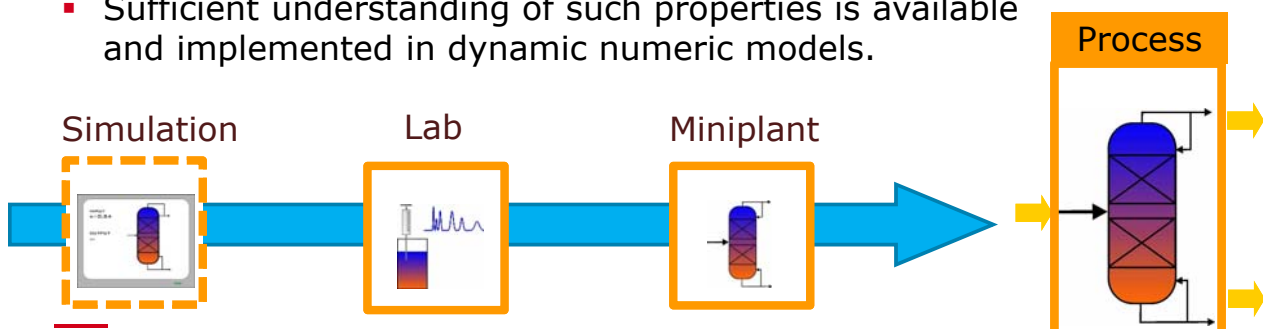 ▪ Sufficient understanding of such properties is available
and implemented in dynamic numeric models.
Process
Simulation
Lab
Miniplant